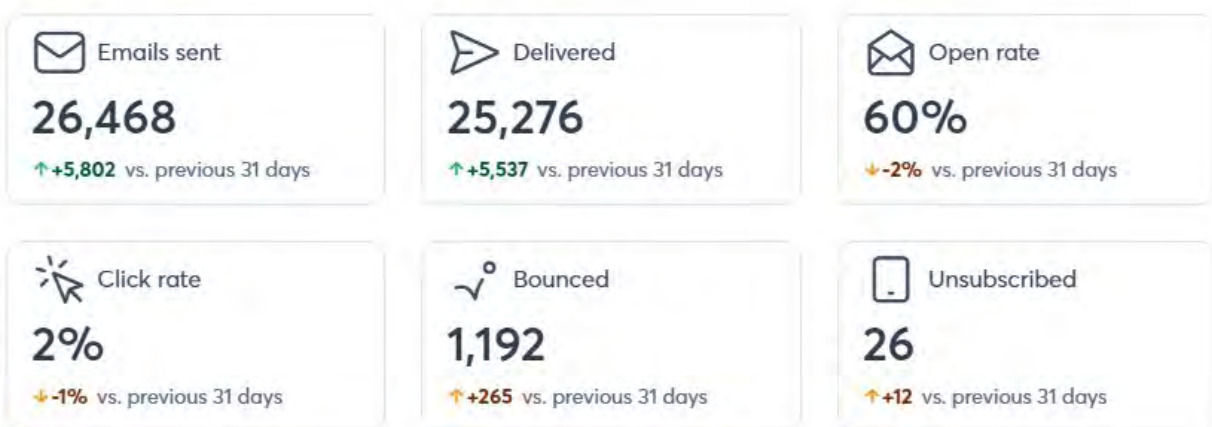 Emails sent
26,468
↑+5,802 vs. previous 31 days
Delivered
25,276
↑+5,537 vs. previous 31 days
Open rate
60%
↓-2% vs. previous 31 days
Click rate
2%
↓-1% vs. previous 31 days
Bounced
1,192
↑+265 vs. previous 31 days
Unsubscribed
26
↑+12 vs. previous 31 days